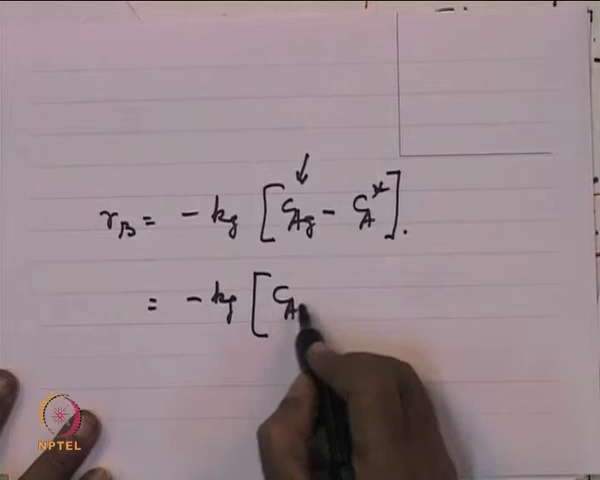 r_B = - k_g [C_Ag - C_A*].
= - k_g [C_A
NPTEL